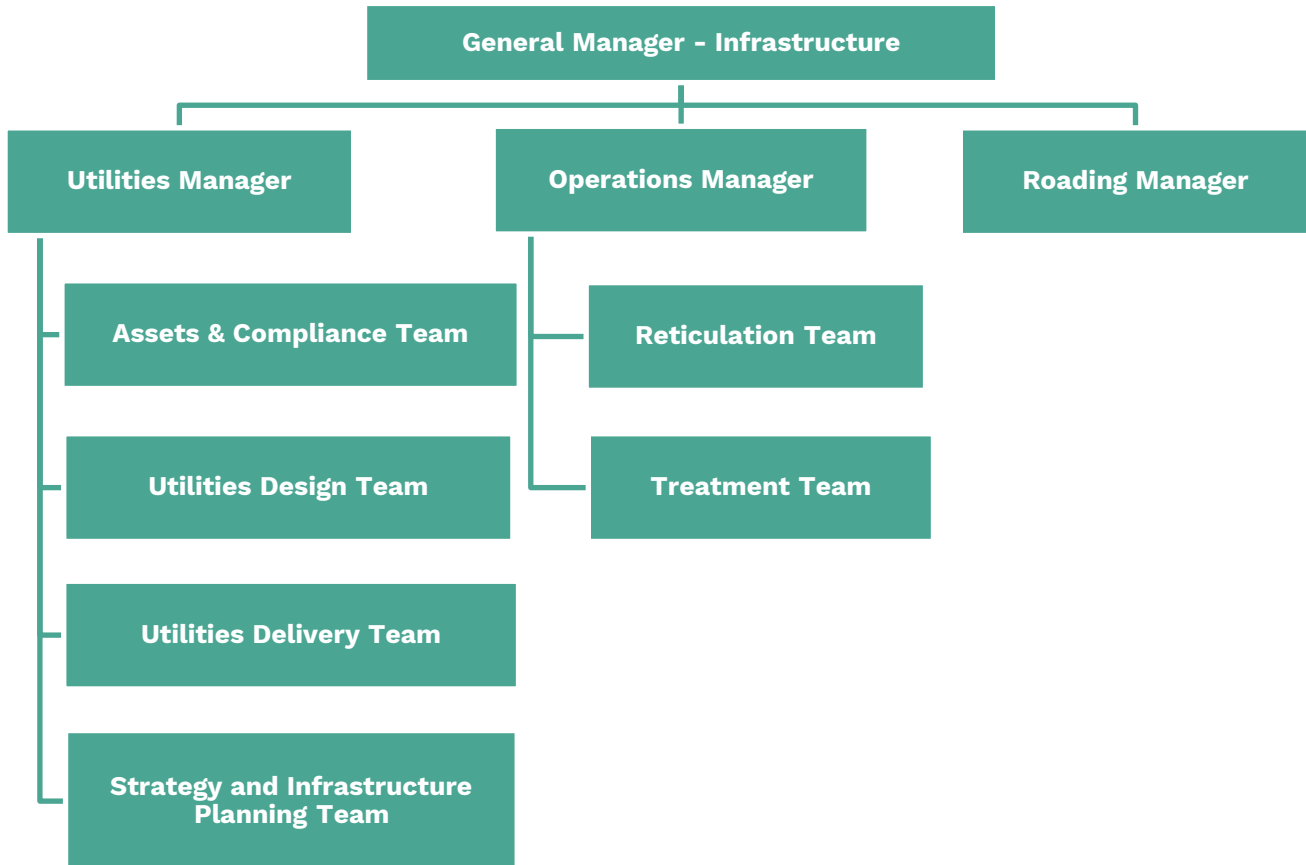 General Manager - Infrastructure
Utilities Manager
Operations Manager
Roading Manager
Assets & Compliance Team
Reticulation Team
Utilities Design Team
Treatment Team
Utilities Delivery Team
Strategy and Infrastructure
Planning Team